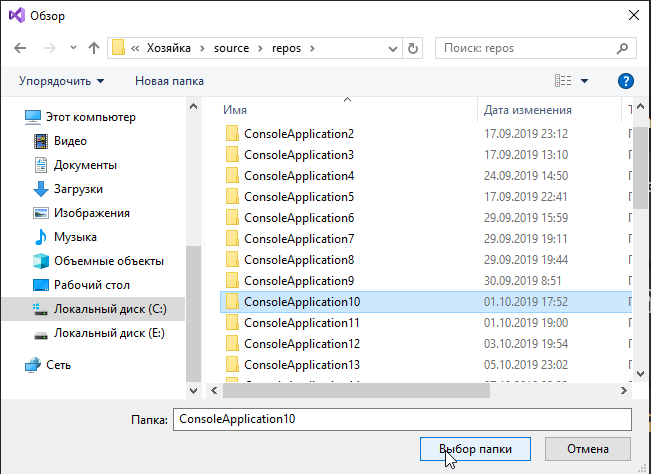 Обзор
« Хозяйка › source › repos ›
Поиск: repos
Упорядочить Новая папка
Этот компьютер
Видео
Документы
Загрузки
Изображения
Музыка
Объемные объекты
Рабочий стол
Локальный диск (C:)
Локальный диск (E:)
Сеть
Имя Дата изменения
ConsoleApplication2 17.09.2019 23:12
ConsoleApplication3 17.09.2019 13:10
ConsoleApplication4 24.09.2019 14:50
ConsoleApplication5 17.09.2019 22:41
ConsoleApplication6 29.09.2019 15:59
ConsoleApplication7 29.09.2019 19:11
ConsoleApplication8 29.09.2019 19:44
ConsoleApplication9 30.09.2019 8:51
ConsoleApplication10 01.10.2019 17:52
ConsoleApplication11 01.10.2019 19:00
ConsoleApplication12 03.10.2019 19:54
ConsoleApplication13 05.10.2019 23:02
Папка: ConsoleApplication10
Выбор папки Отмена